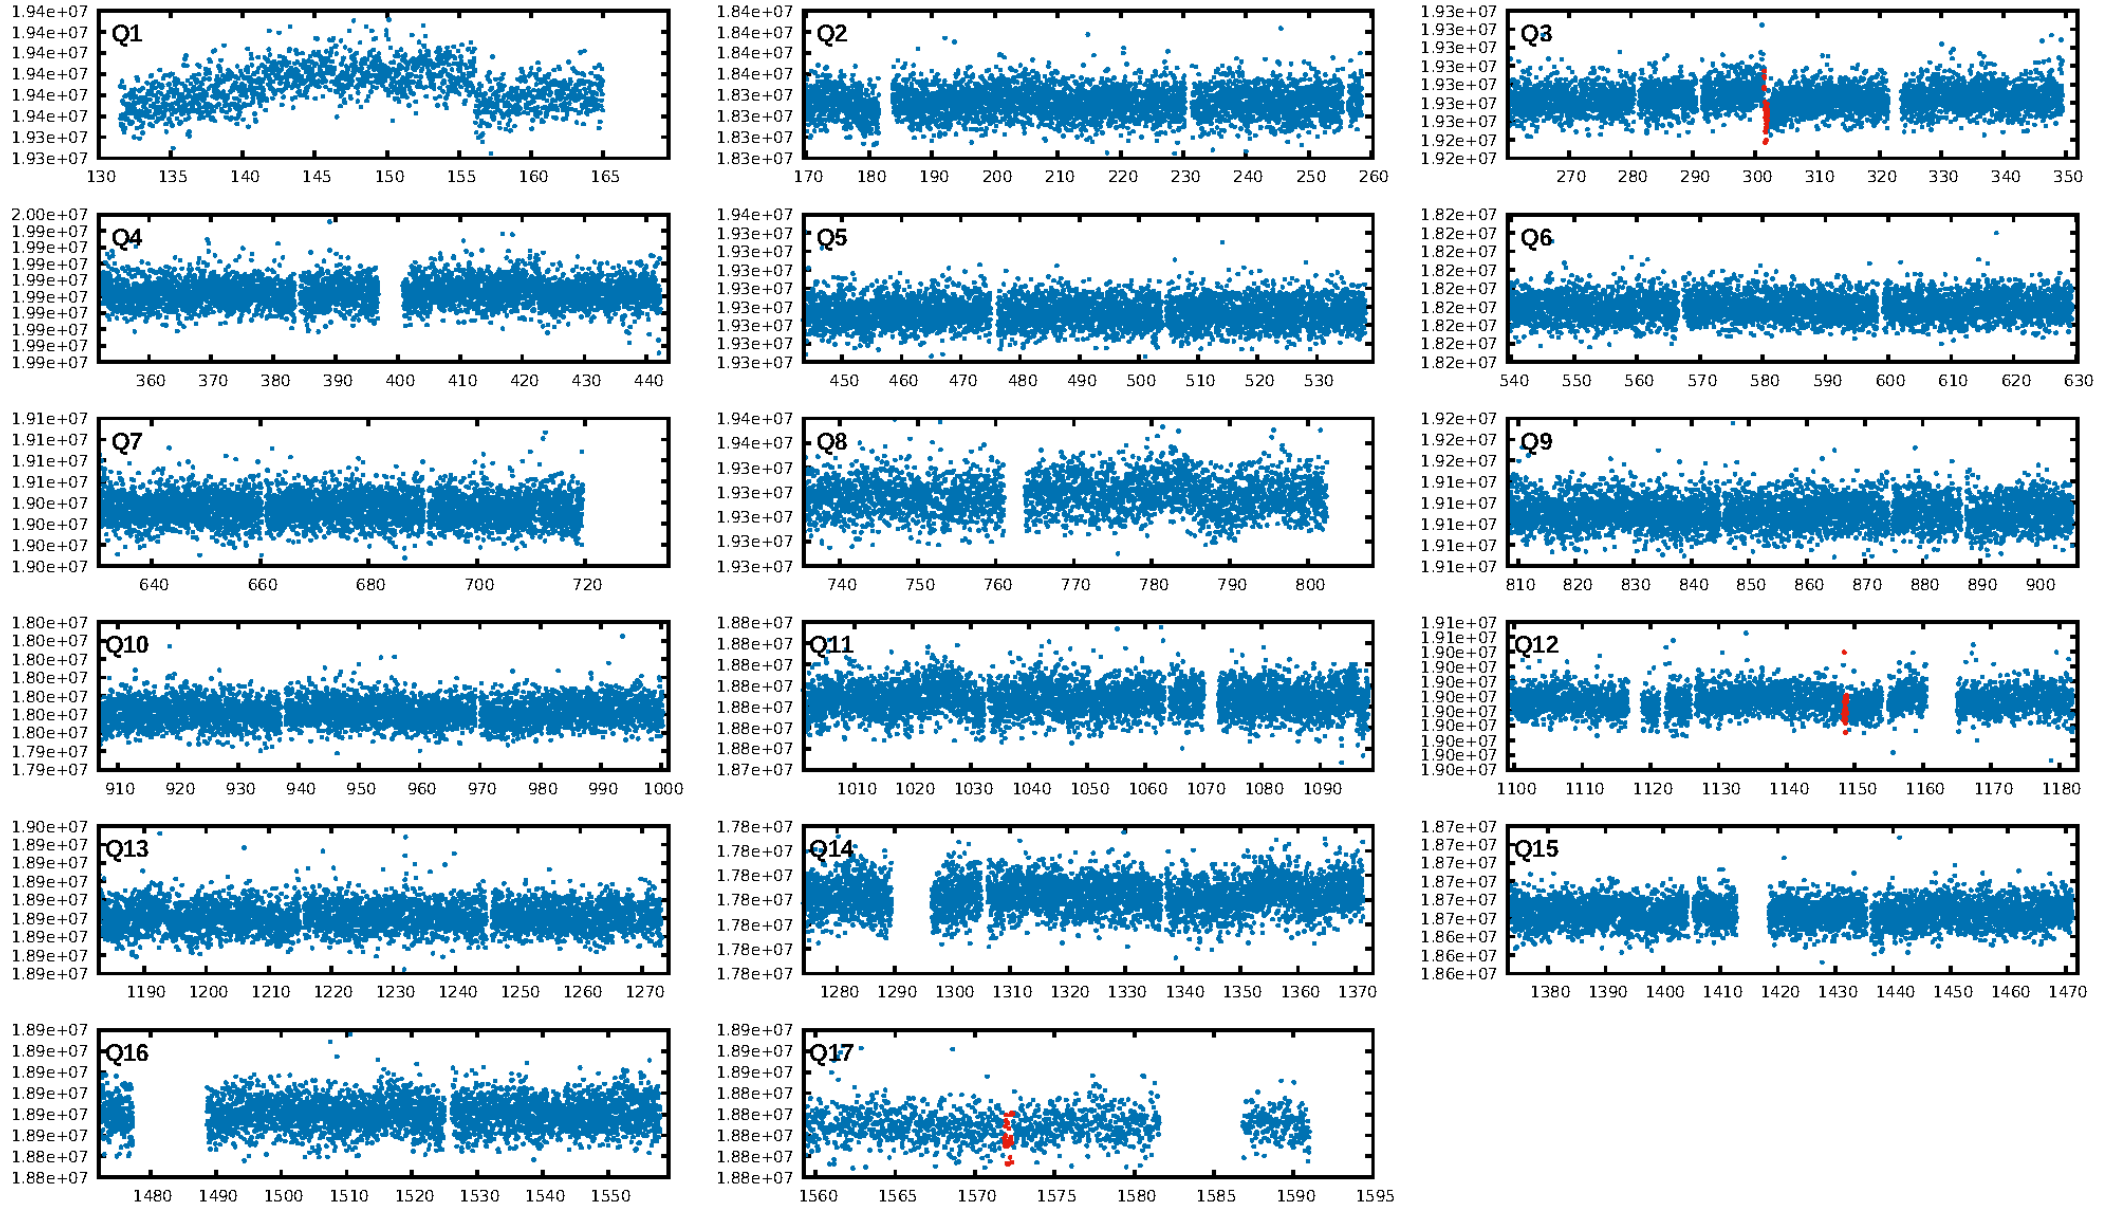 Q1
1.94e+07
1.94e+07
1.94e+07
1.94e+07
1.94e+07
1.94e+07
1.93e+07
1.93e+07
130 135 140 145 150 155 160 165
Q2
1.84e+07
1.84e+07
1.84e+07
1.84e+07
1.83e+07
1.83e+07
1.83e+07
1.83e+07
170 180 190 200 210 220 230 240 250 260
Q3
1.93e+07
1.93e+07
1.93e+07
1.93e+07
1.93e+07
1.93e+07
1.93e+07
1.92e+07
1.92e+07
270 280 290 300 310 320 330 340 350
Q4
2.00e+07
1.99e+07
1.99e+07
1.99e+07
1.99e+07
1.99e+07
1.99e+07
1.99e+07
1.99e+07
1.99e+07
360 370 380 390 400 410 420 430 440
Q5
1.94e+07
1.93e+07
1.93e+07
1.93e+07
1.93e+07
1.93e+07
1.93e+07
1.93e+07
1.93e+07
450 460 470 480 490 500 510 520 530
Q6
1.82e+07
1.82e+07
1.82e+07
1.82e+07
1.82e+07
1.82e+07
1.82e+07
1.82e+07
1.82e+07
540 550 560 570 580 590 600 610 620 630
Q7
1.91e+07
1.91e+07
1.91e+07
1.91e+07
1.90e+07
1.90e+07
1.90e+07
1.90e+07
640 660 680 700 720
Q8
1.94e+07
1.94e+07
1.93e+07
1.93e+07
1.93e+07
1.93e+07
1.93e+07
740 750 760 770 780 790 800
Q9
1.92e+07
1.92e+07
1.92e+07
1.91e+07
1.91e+07
1.91e+07
1.91e+07
1.91e+07
810 820 830 840 850 860 870 880 890 900
Q10
1.80e+07
1.80e+07
1.80e+07
1.80e+07
1.80e+07
1.80e+07
1.80e+07
1.79e+07
1.79e+07
910 920 930 940 950 960 970 980 990 1000
Q11
1.88e+07
1.88e+07
1.88e+07
1.88e+07
1.88e+07
1.88e+07
1.88e+07
1.87e+07
1010 1020 1030 1040 1050 1060 1070 1080 1090
Q12
1.91e+07
1.91e+07
1.90e+07
1.90e+07
1.90e+07
1.90e+07
1.90e+07
1.90e+07
1.90e+07
1.90e+07
1.90e+07
1100 1110 1120 1130 1140 1150 1160 1170 1180
Q13
1.90e+07
1.89e+07
1.89e+07
1.89e+07
1.89e+07
1.89e+07
1.89e+07
1.89e+07
1.89e+07
1190 1200 1210 1220 1230 1240 1250 1260 1270
Q14
1.78e+07
1.78e+07
1.78e+07
1.78e+07
1.78e+07
1.78e+07
1.78e+07
1280 1290 1300 1310 1320 1330 1340 1350 1360 1370
Q15
1.87e+07
1.87e+07
1.87e+07
1.87e+07
1.87e+07
1.87e+07
1.86e+07
1.86e+07
1.86e+07
1380 1390 1400 1410 1420 1430 1440 1450 1460 1470
Q16
1.89e+07
1.89e+07
1.89e+07
1.89e+07
1.89e+07
1.89e+07
1.88e+07
1.88e+07
1480 1490 1500 1510 1520 1530 1540 1550
Q17
1.89e+07
1.89e+07
1.88e+07
1.88e+07
1.88e+07
1.88e+07
1.88e+07
1.88e+07
1560 1565 1570 1575 1580 1585 1590 1595